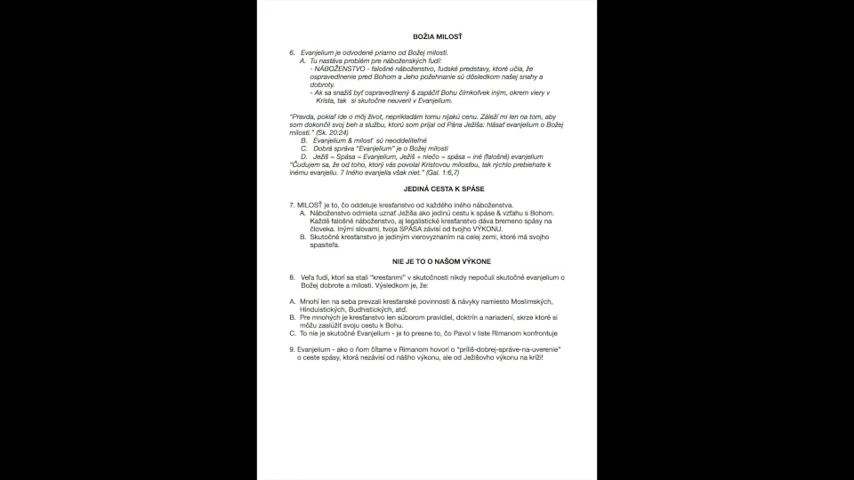 BOŽIA MILOSŤ
6. Evanjelium je odvodené priamo od Božej milosti.
A. Tu nastáva problém pre náboženských ľudí:
- NÁBOŽENSTVO - falošné náboženstvo, ľudské predstavy, ktoré učia, že
ospravedlnenie pred Bohom a Jeho požehnanie sú dôsledkom našej snahy a
dobroty.
- Ak sa snažíš byť ospravedlnený & zapáčiť Bohu čímkoľvek iným, okrem viery v
Krista, tak si skutočne neuveril v Evanjelium.
"Pravda, pokiaľ ide o môj život, neprikladám tomu nijakú cenu. Záleží mi len na tom, aby
som dokončil svoj beh a službu, ktorú som prijal od Pána Ježiša: hlásať evanjelium o Božej
milosti." (Sk. 20:24)
B. Evanjelium & milosť sú neoddeliteľné
C. Dobrá správa "Evanjelium" je o Božej milosti
D. Ježiš = Spása = Evanjelium, Ježiš + niečo = spása = iné (falošné) evanjelium
"Čudujem sa, že od toho, ktorý vás povolal Kristovou milosťou, tak rýchlo prebiehate k
inému evanjeliu. 7 Iného evanjelia však niet." (Gal. 1:6,7)
JEDINÁ CESTA K SPÁSE
7. MILOSŤ je to, čo oddeluje kresťanstvo od každého iného náboženstva.
A. Náboženstvo odmieta uznať Ježiša ako jedinú cestu k spáse & vzťahu s Bohom.
Každé falošné náboženstvo, aj legalistické kresťanstvo dáva bremeno spásy na
človeka. Inými slovami, tvoja SPÁSA závisí od tvojho VÝKONU.
B. Skutočné kresťanstvo je jediným vierovyznaním na celej zemi, ktoré má svojho
spasiteľa.
NIE JE TO O NAŠOM VÝKONE
8. Veľa ľudí, ktorí sa stali "kresťanmi" v skutočnosti nikdy nepočuli skutočné evanjelium o
Božej dobrote a milosti. Výsledkom je, že:
A. Mnohí len na seba prevzali kresťanské povinnosti & návyky namiesto Moslimských,
Hinduistických, Budhistických, atď.
B. Pre mnohých je kresťanstvo len súborom pravidiel, doktrín a nariadení, skrze ktoré si
môžu zaslúžiť svoju cestu k Bohu.
C. To nie je skutočné Evanjelium - je to presne to, čo Pavol v liste Rimanom konfrontuje
9. Evanjelium - ako o ňom čítame v Rimanom hovorí o "príliš-dobrej-správe-na-uverenie"
o ceste spásy, ktorá nezávisí od nášho výkonu, ale od Ježišovho výkonu na kríži!